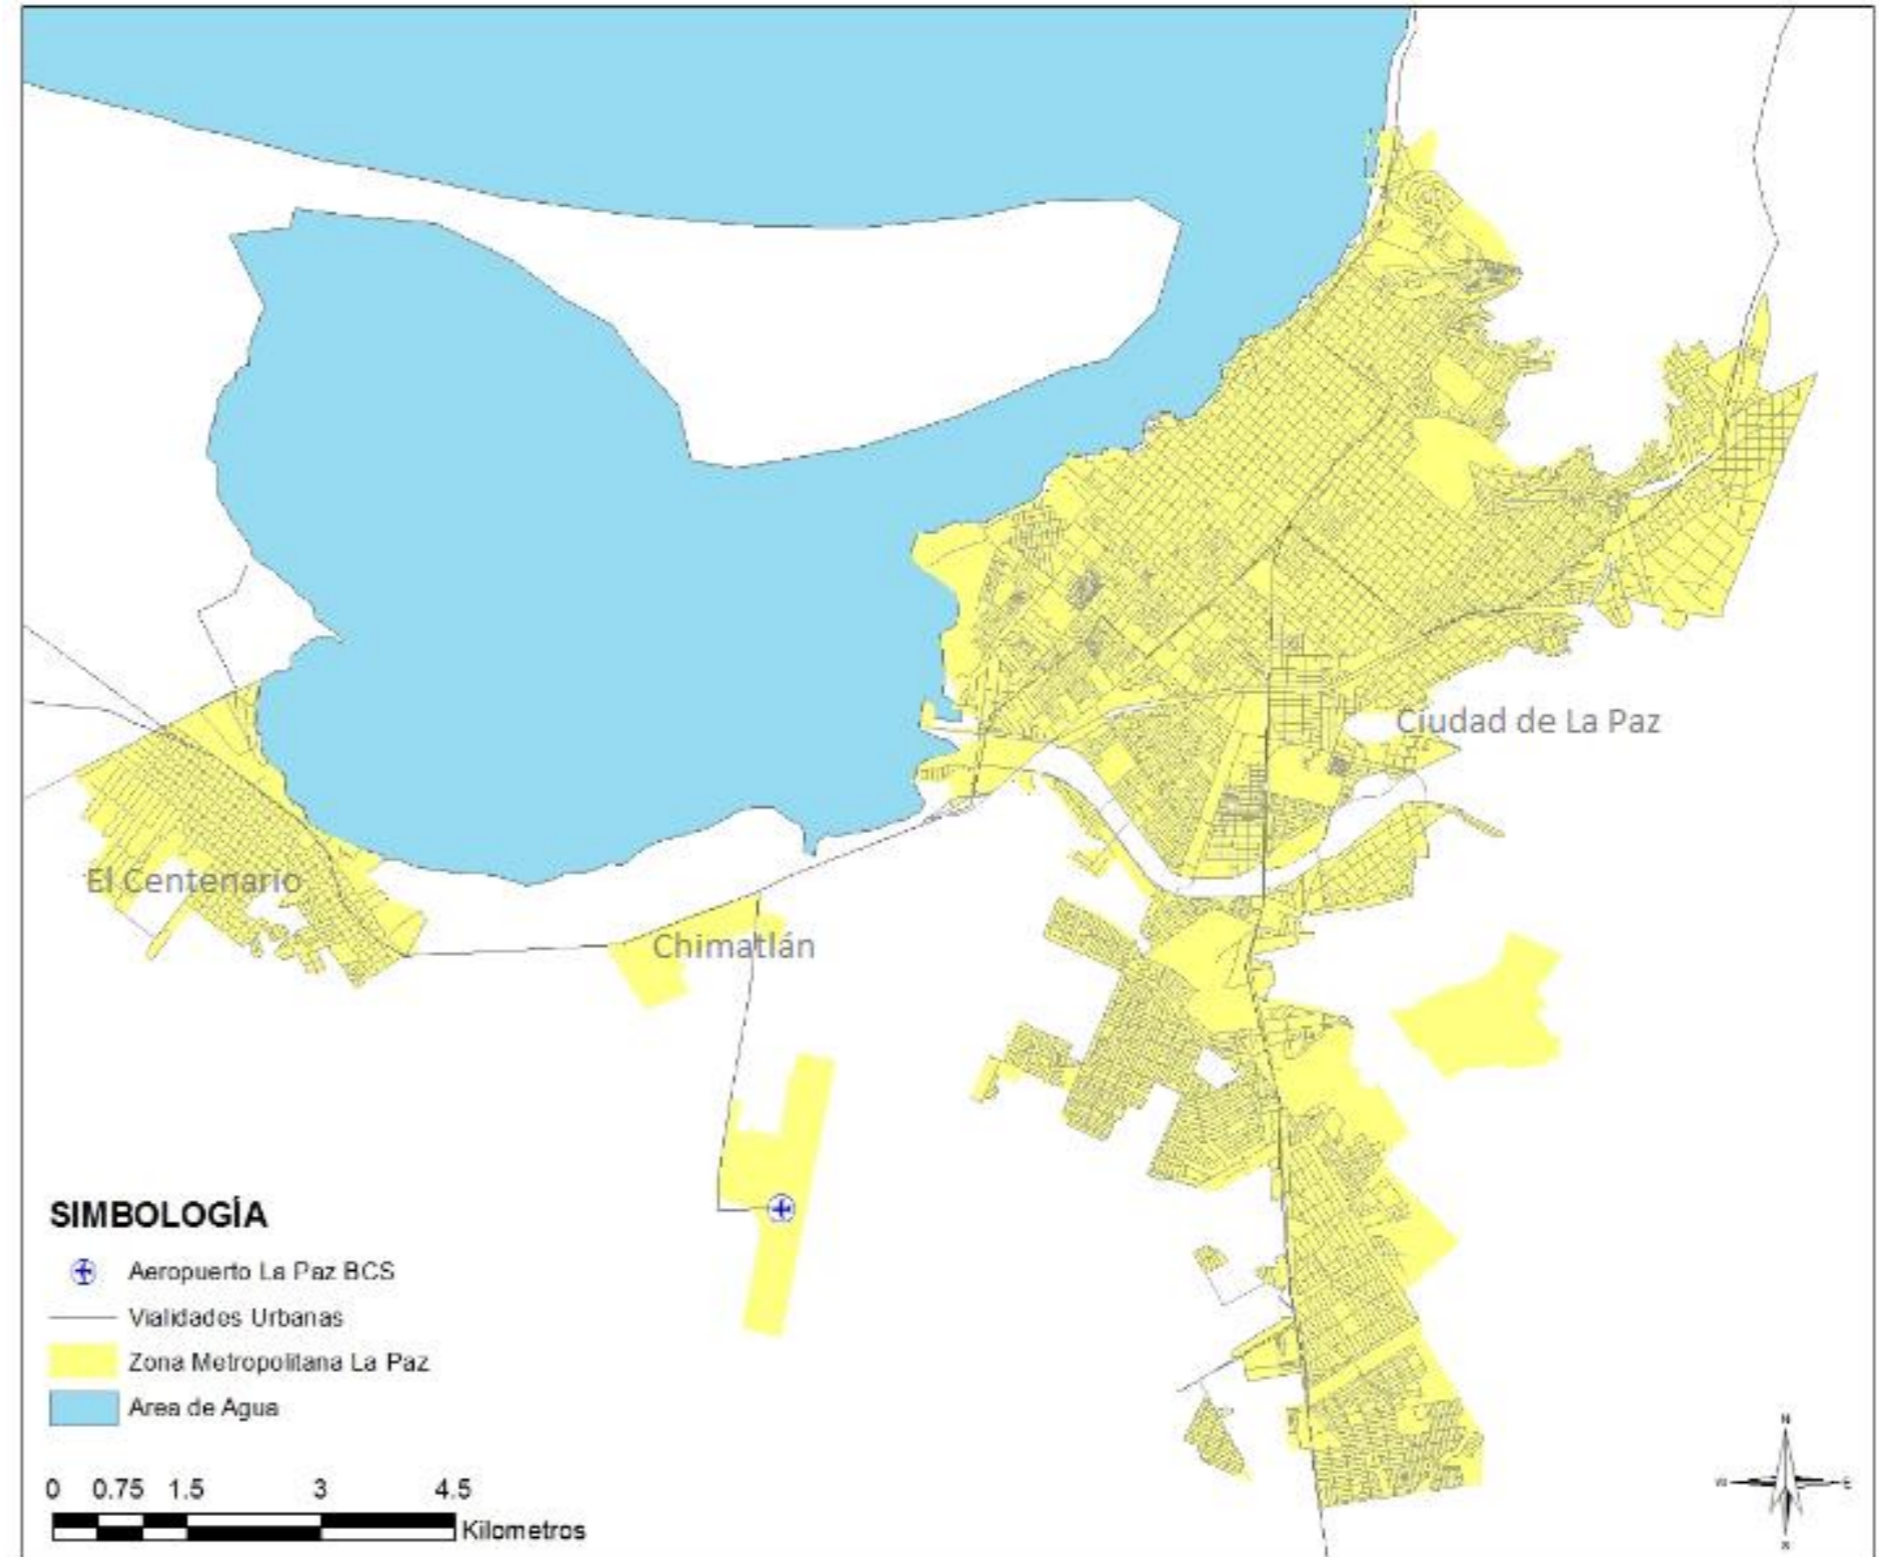 Ciudad de La Paz
El Centenario
Chimatlán
SIMBOLOGÍA
Aeropuerto La Paz BCS
Vialidades Urbanas
Zona Metropolitana La Paz
Area de Agua
0 0.75 1.5 3 4.5
Kilometros
N
W E
S